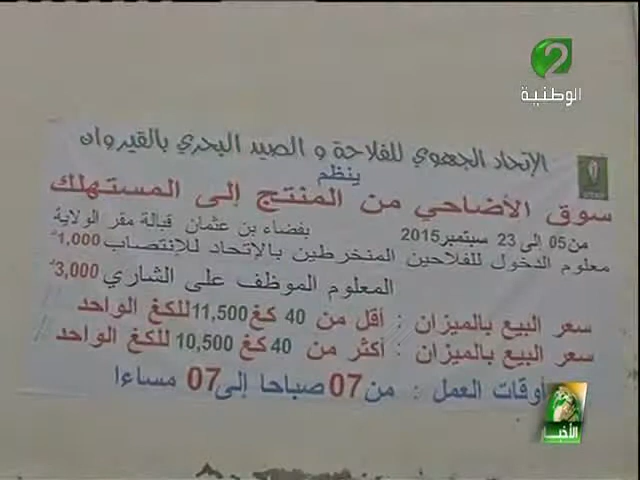 2
الوطنية
الإتحاد الجهوي للفلاحة و الصيد البحري بالقيروان
ينظم
سوق الأضاحي من المنتج إلى المستهلك
من 05 إلى 23 سبتمبر 2015 بفضاء بن عثمان قبالة مقر الولاية
معلوم الدخول للفلاحين المنخرطين بالإتحاد للإنتصاب 1,000د
المعلوم الموظف على الشاري 3,000د
سعر البيع بالميزان : أقل من 40 كغ 11,500 للكغ الواحد
سعر البيع بالميزان : أكثر من 40 كغ 10,500 للكغ الواحد
أوقات العمل : من 07 صباحا إلى 07 مساءا
الأخبار